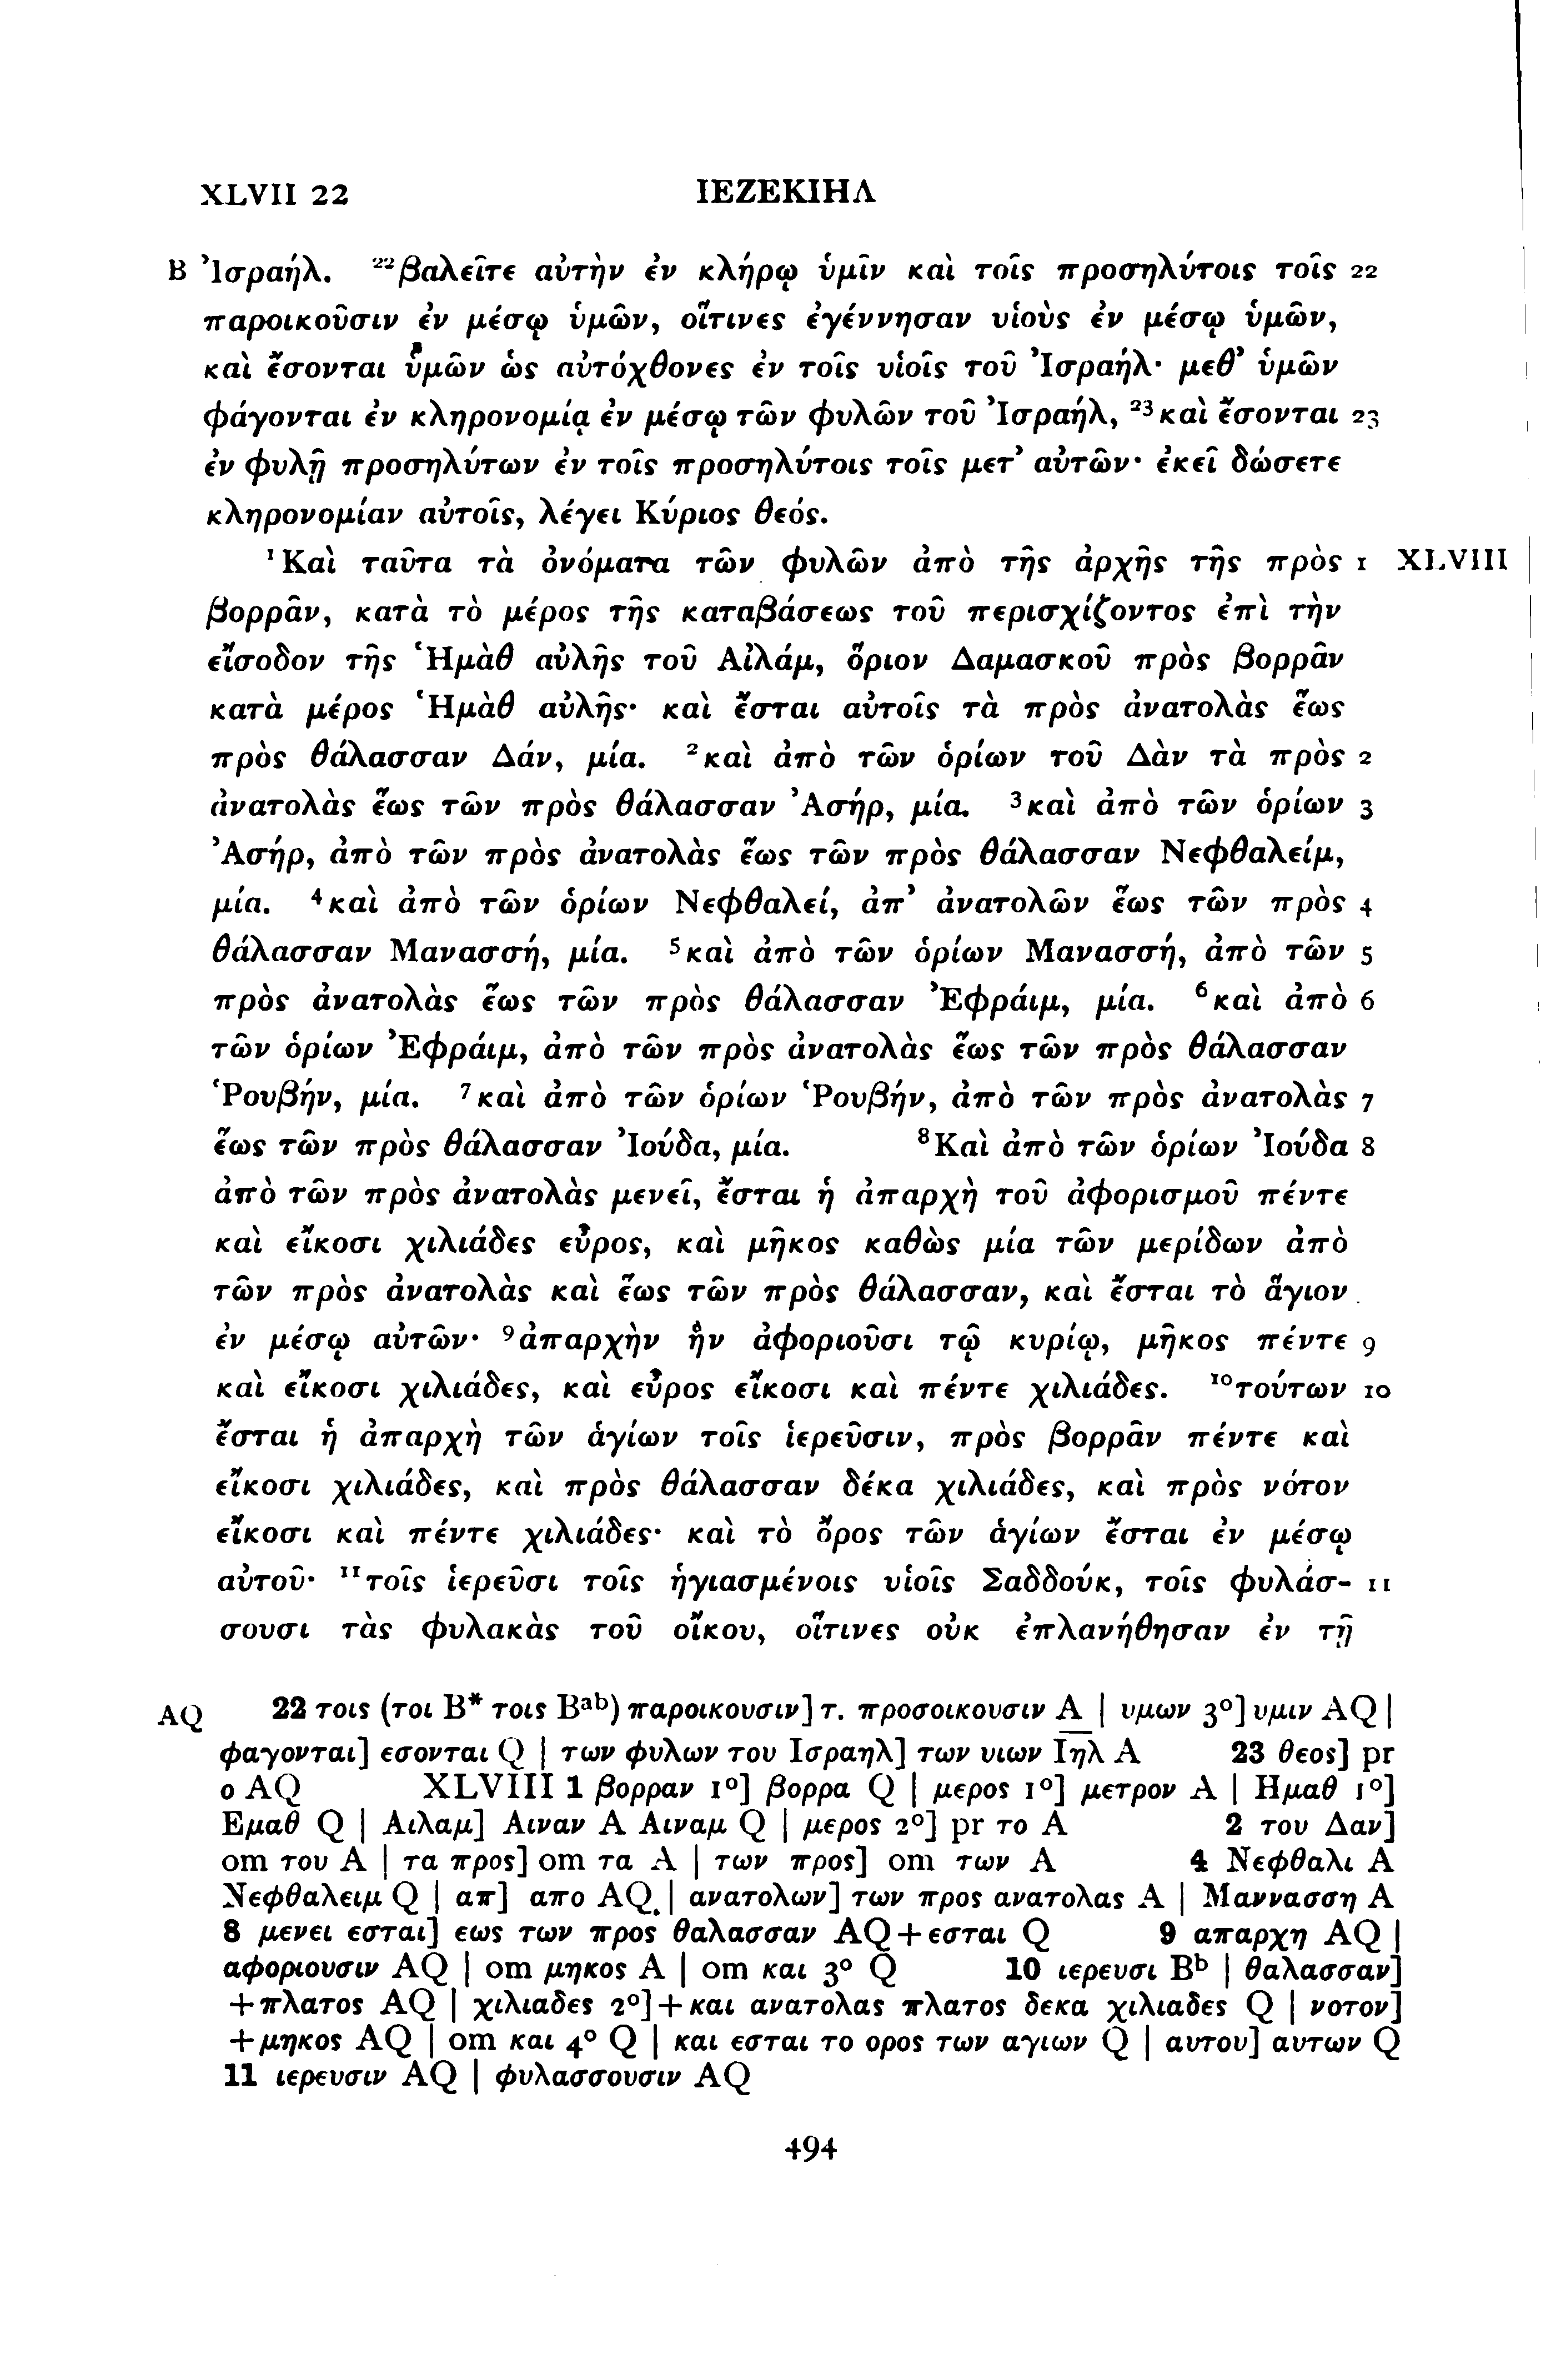 XLVII 22 ΙΕΖΕΚΙΗΛ
B Ἰσραήλ. ²²βαλεῖτε αὐτὴν ἐν κλήρῳ ὑμῖν καὶ τοῖς προσηλύτοις τοῖς 22
παροικοῦσιν ἐν μέσῳ ὑμῶν, οἵτινες ἐγέννησαν υἱοὺς ἐν μέσῳ ὑμῶν,
καὶ ἔσονται ὑμῶν ὡς αὐτόχθονες ἐν τοῖς υἱοῖς τοῦ Ἰσραήλ· μεθ’ ὑμῶν
φάγονται ἐν κληρονομίᾳ ἐν μέσῳ τῶν φυλῶν τοῦ Ἰσραήλ, ²³καὶ ἔσονται 23
ἐν φυλῇ προσηλύτων ἐν τοῖς προσηλύτοις τοῖς μετ’ αὐτῶν· ἐκεῖ δώσετε
κληρονομίαν αὐτοῖς, λέγει Κύριος θεός.
¹Καὶ ταῦτα τὰ ὀνόματα τῶν φυλῶν ἀπὸ τῆς ἀρχῆς τῆς πρὸς 1 XLVIII
βορρᾶν, κατὰ τὸ μέρος τῆς καταβάσεως τοῦ περισχίζοντος ἐπὶ τὴν
εἴσοδον τῆς Ἡμὰθ αὐλῆς τοῦ Αἰλάμ, ὅριον Δαμασκοῦ πρὸς βορρᾶν
κατὰ μέρος Ἡμὰθ αὐλῆς· καὶ ἔσται αὐτοῖς τὰ πρὸς ἀνατολὰς ἕως
πρὸς θάλασσαν Δάν, μία. ²καὶ ἀπὸ τῶν ὁρίων τοῦ Δὰν τὰ πρὸς 2
ἀνατολὰς ἕως τῶν πρὸς θάλασσαν Ἀσήρ, μία. ³καὶ ἀπὸ τῶν ὁρίων 3
Ἀσήρ, ἀπὸ τῶν πρὸς ἀνατολὰς ἕως τῶν πρὸς θάλασσαν Νεφθαλείμ,
μία. ⁴καὶ ἀπὸ τῶν ὁρίων Νεφθαλεί, ἀπ’ ἀνατολῶν ἕως τῶν πρὸς 4
θάλασσαν Μανασσή, μία. ⁵καὶ ἀπὸ τῶν ὁρίων Μανασσή, ἀπὸ τῶν 5
πρὸς ἀνατολὰς ἕως τῶν πρὸς θάλασσαν Ἐφράιμ, μία. ⁶καὶ ἀπὸ 6
τῶν ὁρίων Ἐφράιμ, ἀπὸ τῶν πρὸς ἀνατολὰς ἕως τῶν πρὸς θάλασσαν
Ῥουβήν, μία. ⁷καὶ ἀπὸ τῶν ὁρίων Ῥουβήν, ἀπὸ τῶν πρὸς ἀνατολὰς 7
ἕως τῶν πρὸς θάλασσαν Ἰούδα, μία. ⁸Καὶ ἀπὸ τῶν ὁρίων Ἰούδα 8
ἀπὸ τῶν πρὸς ἀνατολὰς μενεῖ, ἔσται ἡ ἀπαρχὴ τοῦ ἀφορισμοῦ πέντε
καὶ εἴκοσι χιλιάδες εὖρος, καὶ μῆκος καθὼς μία τῶν μερίδων ἀπὸ
τῶν πρὸς ἀνατολὰς καὶ ἕως τῶν πρὸς θάλασσαν, καὶ ἔσται τὸ ἅγιον
ἐν μέσῳ αὐτῶν· ⁹ἀπαρχὴν ἣν ἀφοριοῦσι τῷ κυρίῳ, μῆκος πέντε 9
καὶ εἴκοσι χιλιάδες, καὶ εὖρος εἴκοσι καὶ πέντε χιλιάδες. ¹⁰τούτων 10
ἔσται ἡ ἀπαρχὴ τῶν ἁγίων τοῖς ἱερεῦσιν, πρὸς βορρᾶν πέντε καὶ
εἴκοσι χιλιάδες, καὶ πρὸς θάλασσαν δέκα χιλιάδες, καὶ πρὸς νότον
εἴκοσι καὶ πέντε χιλιάδες· καὶ τὸ ὄρος τῶν ἁγίων ἔσται ἐν μέσῳ
αὐτοῦ· ¹¹τοῖς ἱερεῦσι τοῖς ἡγιασμένοις υἱοῖς Σαδδούκ, τοῖς φυλάσ- 11
σουσι τὰς φυλακὰς τοῦ οἴκου, οἵτινες οὐκ ἐπλανήθησαν ἐν τῇ
AQ 22 τοις (τοι B* τοις Bᵃᵇ) παροικουσιν] τ. προσοικουσιν A | υμων 3º] υμιν AQ |
φαγονται] εσονται Q | των φυλων του Ισραηλ] των υιων Ιηλ A 23 θεος] pr
ο AQ XLVIII 1 βορραν 1º] βορρα Q | μερος 1º] μετρον A | Ημαθ 1º]
Εμαθ Q | Αιλαμ] Αιναν A Αιναμ Q | μερος 2º] pr το A 2 του Δαν]
om του A | τα προς] om τα A | των προς] om των A 4 Νεφθαλι A
Νεφθαλειμ Q | απ] απο AQ | ανατολων] των προς ανατολας A | Μαννασση A
8 μενει εσται] εως των προς θαλασσαν AQ+εσται Q 9 απαρχη AQ |
αφοριουσιν AQ | om μηκος A | om και 3º Q 10 ιερευσι Bᵇ | θαλασσαν]
+πλατος AQ | χιλιαδες 2º]+και ανατολας πλατος δεκα χιλιαδες Q | νοτον]
+μηκος AQ | om και 4º Q | και εσται το ορος των αγιων Q | αυτου] αυτων Q
11 ιερευσιν AQ | φυλασσουσιν AQ
494